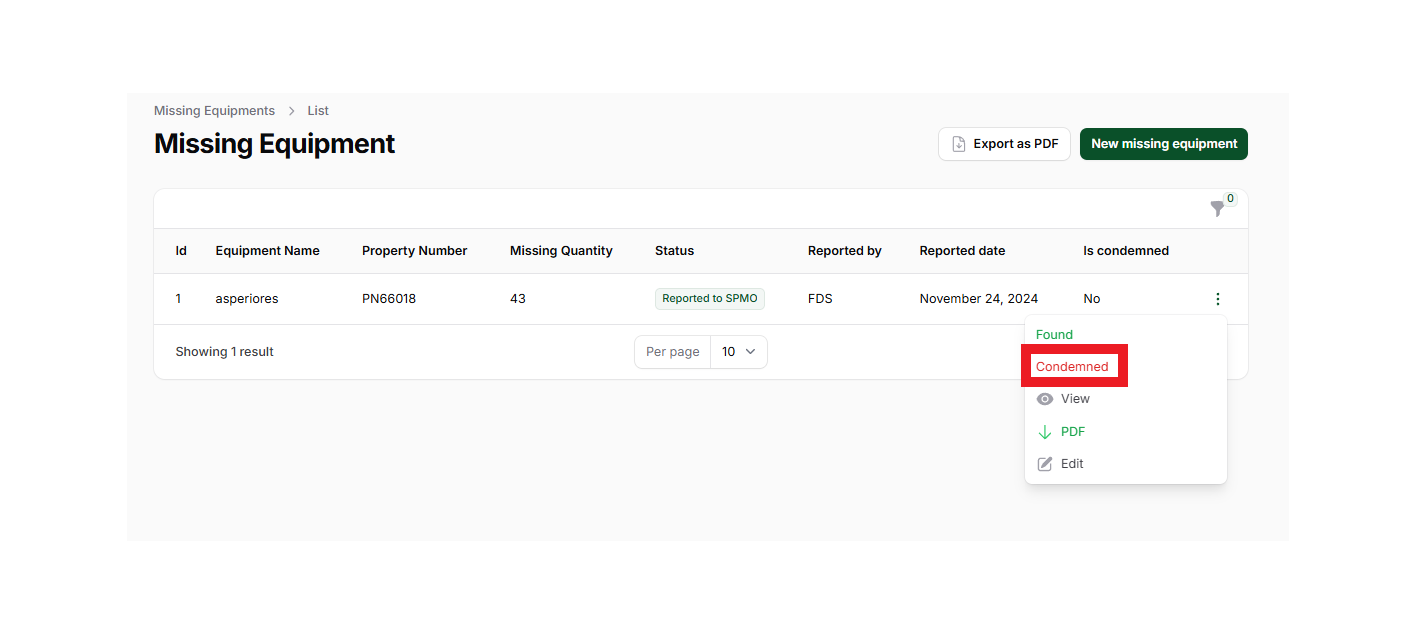 Missing Equipments > List
Missing Equipment
Export as PDF
New missing equipment
0
Id Equipment Name Property Number Missing Quantity Status Reported by Reported date Is condemned
1 asperiores PN66018 43 Reported to SPMO FDS November 24, 2024 No
Showing 1 result
Per page 10
Found
Condemned
View
PDF
Edit